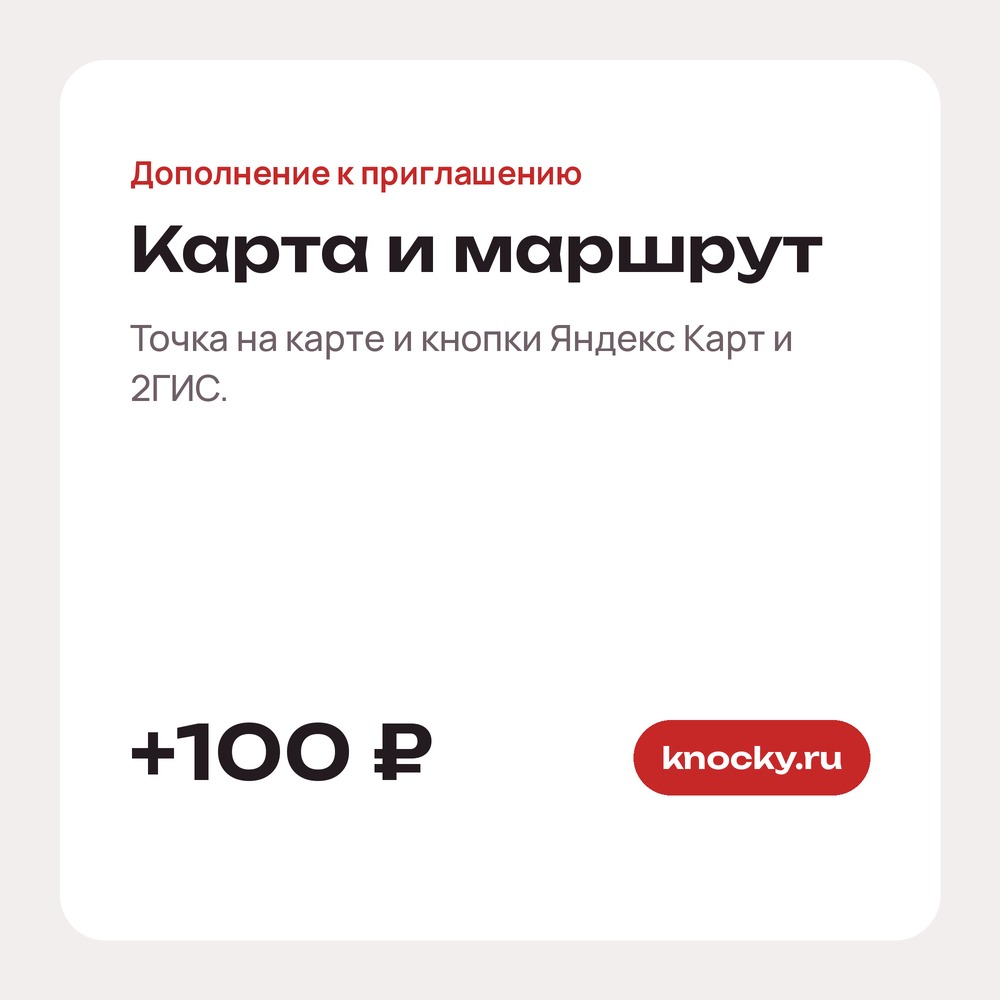 Дополнение к приглашению
Карта и маршрут
Точка на карте и кнопки Яндекс Карт и
2ГИС.
+100 ₽
knocky.ru